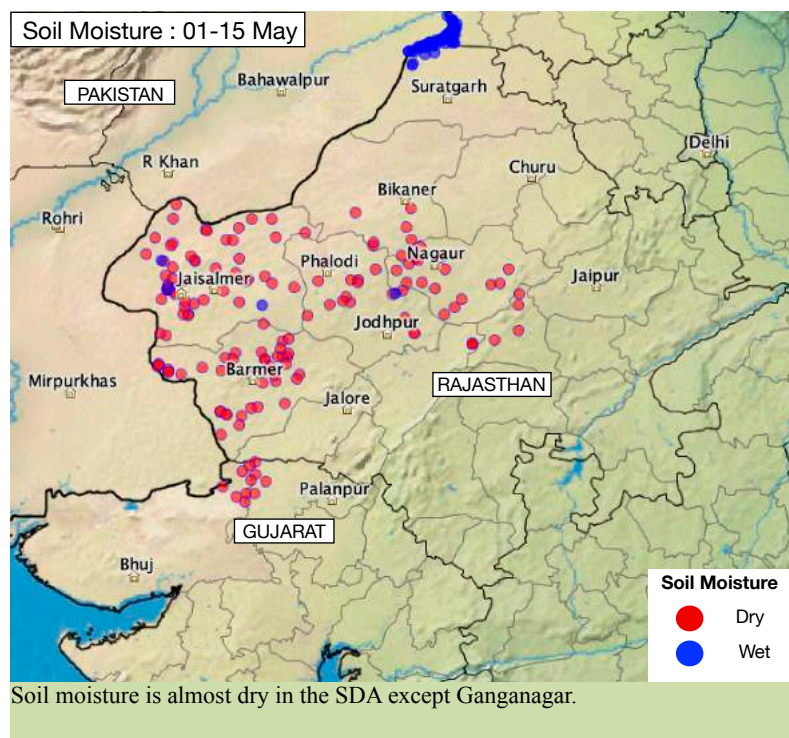 Soil Moisture : 01-15 May
PAKISTAN
Bahawalpur
Suratgarh
Delhi
R Khan
Churu
Bikaner
Rohri
Nagaur
Phalodi
Jaisalmer
Jaipur
Jodhpur
Barmer
Mirpurkhas
RAJASTHAN
Jalore
Palanpur
GUJARAT
Bhuj
Soil Moisture
Dry
Wet
Soil moisture is almost dry in the SDA except Ganganagar.